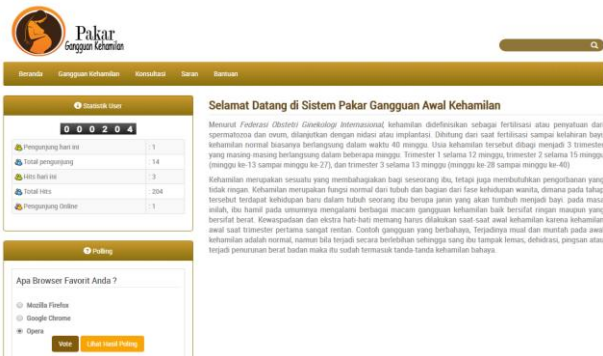 Pakar
Gangguan Kehamilan
Beranda Gangguan Kehamilan Konsultasi Saran Bantuan
Statistik User
0 0 0 2 0 4
Pengunjung hari ini : 1
Total pengunjung : 14
Hits hari ini : 3
Total Hits : 204
Pengunjung Online : 1
Polling
Apa Browser Favorit Anda ?
Mozilla Firefox
Google Chrome
Opera
Vote Lihat Hasil Poling
Selamat Datang di Sistem Pakar Gangguan Awal Kehamilan
Menurut Federasi Obstetri Ginekologi Internasional, kehamilan didefinisikan sebagai fertilisasi atau penyatuan dari
spermatozoa dan ovum, dilanjutkan dengan nidasi atau implantasi. Dihitung dari saat fertilisasi sampai kelahiran bayi
kehamilan normal biasanya berlangsung dalam waktu 40 minggu. Usia kehamilan tersebut dibagi menjadi 3 trimester
yang masing-masing berlangsung dalam beberapa minggu. Trimester 1 selama 12 minggu, trimester 2 selama 15 minggu
(minggu ke-13 sampai minggu ke-27), dan trimester 3 selama 13 minggu (minggu ke-28 sampai minggu ke-40)
Kehamilan merupakan sesuatu yang membahagiakan bagi seseorang ibu, tetapi juga membutuhkan pengorbanan yang
tidak ringan. Kehamilan merupakan fungsi normal dari tubuh dan bagian dari fase kehidupan wanita, dimana pada tahap
tersebut terdapat kehidupan baru dalam tubuh seorang ibu berupa janin yang akan tumbuh menjadi bayi. pada masa
inilah, ibu hamil pada umumnya mengalami berbagai macam gangguan kehamilan baik bersifat ringan maupun yang
bersifat berat. Kewaspadaan dan ekstra hati-hati memang harus dilakukan saat-saat awal kehamilan karena kehamilan
awal saat trimester pertama sangat rentan. Contoh gangguan yang berbahaya, Terjadinya mual dan muntah pada awal
kehamilan adalah normal, namun bila terjadi secara berlebihan sehingga sang ibu tampak lemas, dehidrasi, pingsan atau
terjadi penurunan berat badan maka itu sudah termasuk tanda-tanda kehamilan bahaya.